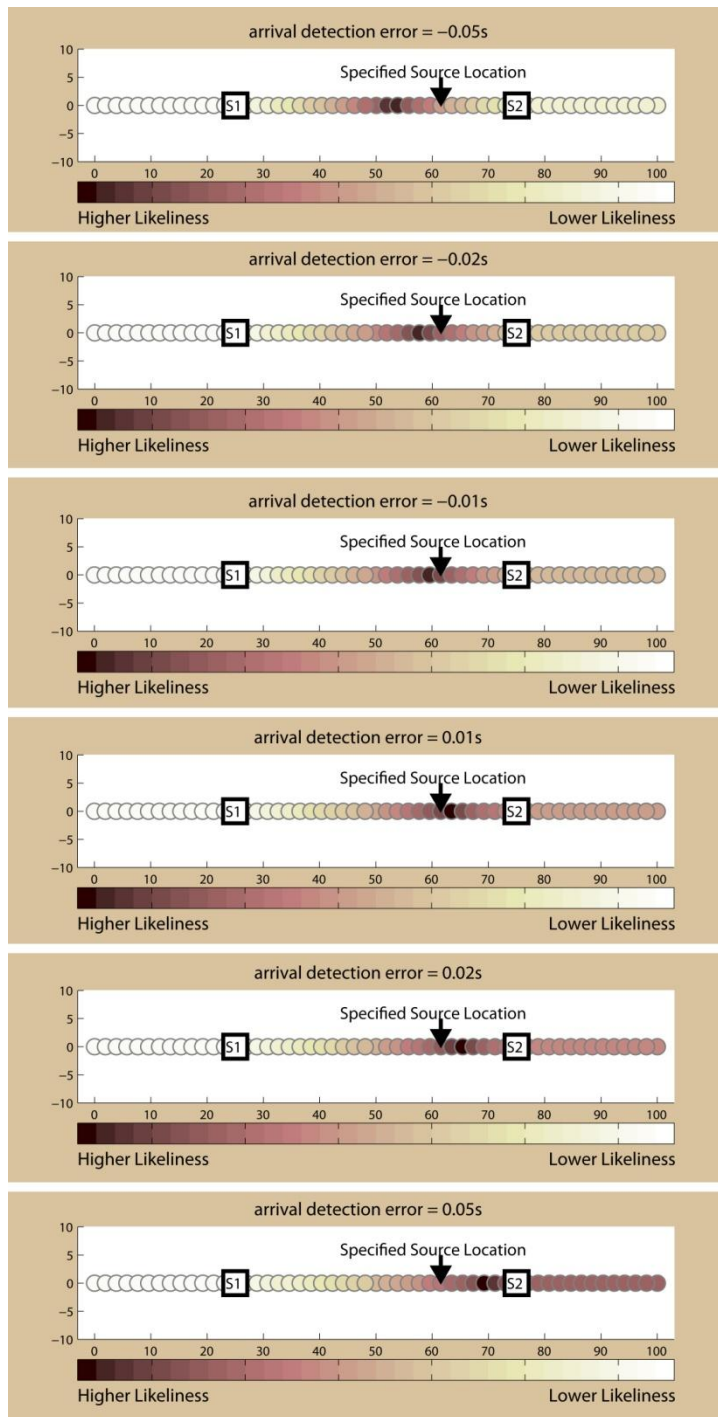 arrival detection error = −0.05s
Specified Source Location
10
5
0
−5
−10
S1
S2
0 10 20 30 40 50 60 70 80 90 100
Higher Likeliness Lower Likeliness
arrival detection error = −0.02s
Specified Source Location
10
5
0
−5
−10
S1
S2
0 10 20 30 40 50 60 70 80 90 100
Higher Likeliness Lower Likeliness
arrival detection error = −0.01s
Specified Source Location
10
5
0
−5
−10
S1
S2
0 10 20 30 40 50 60 70 80 90 100
Higher Likeliness Lower Likeliness
arrival detection error = 0.01s
Specified Source Location
10
5
0
−5
−10
S1
S2
0 10 20 30 40 50 60 70 80 90 100
Higher Likeliness Lower Likeliness
arrival detection error = 0.02s
Specified Source Location
10
5
0
−5
−10
S1
S2
0 10 20 30 40 50 60 70 80 90 100
Higher Likeliness Lower Likeliness
arrival detection error = 0.05s
Specified Source Location
10
5
0
−5
−10
S1
S2
0 10 20 30 40 50 60 70 80 90 100
Higher Likeliness Lower Likeliness